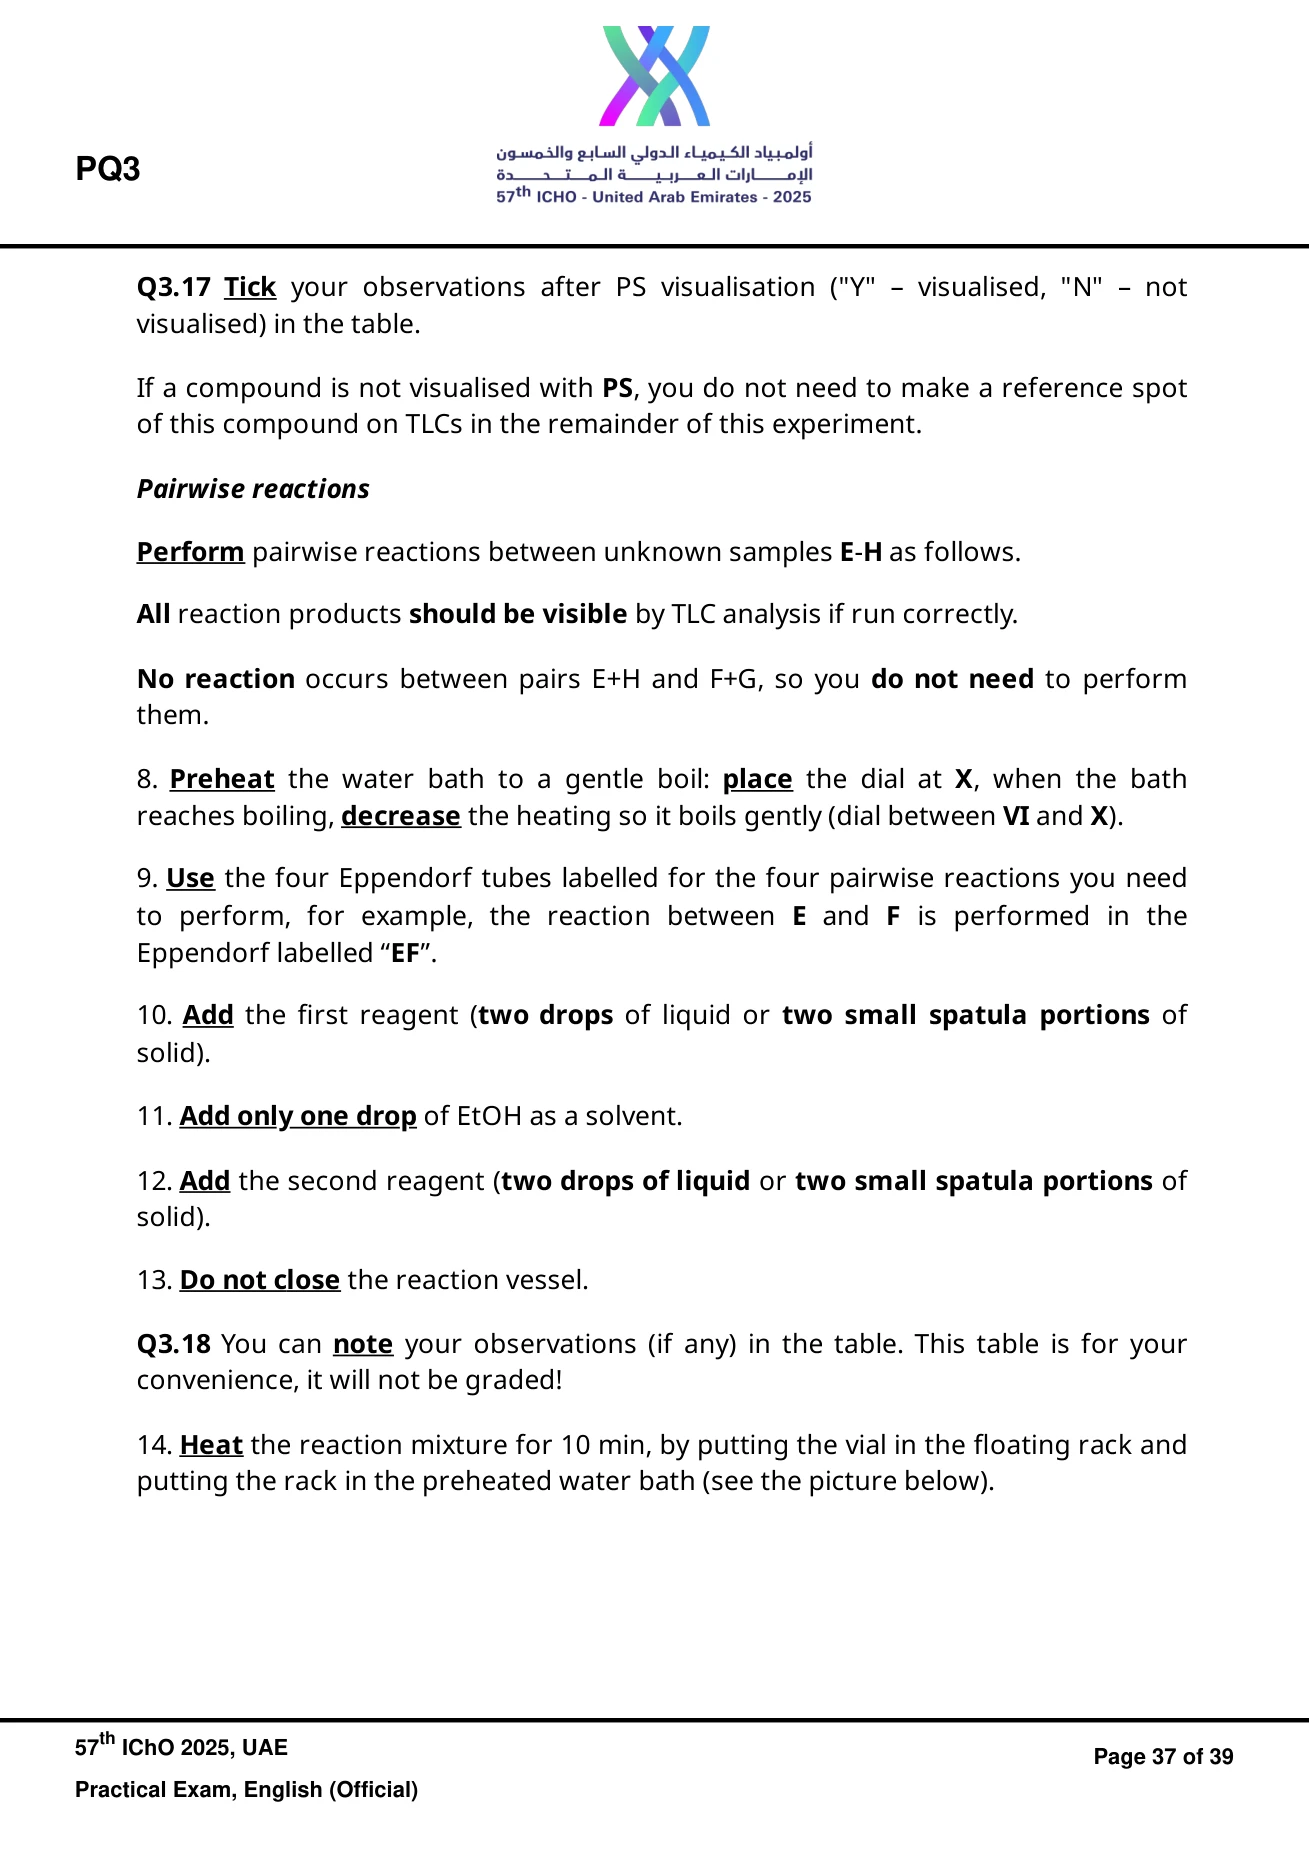 أولمبياد الكيمياء الدولي السابع والخمسون
الإمارات العربية المتحدة
57th ICHO - United Arab Emirates - 2025
PQ3
Q3.17 Tick your observations after PS visualisation ("Y" – visualised, "N" – not
visualised) in the table.
If a compound is not visualised with PS, you do not need to make a reference spot
of this compound on TLCs in the remainder of this experiment.
Pairwise reactions
Perform pairwise reactions between unknown samples E-H as follows.
All reaction products should be visible by TLC analysis if run correctly.
No reaction occurs between pairs E+H and F+G, so you do not need to perform
them.
8. Preheat the water bath to a gentle boil: place the dial at X, when the bath
reaches boiling, decrease the heating so it boils gently (dial between VI and X).
9. Use the four Eppendorf tubes labelled for the four pairwise reactions you need
to perform, for example, the reaction between E and F is performed in the
Eppendorf labelled “EF”.
10. Add the first reagent (two drops of liquid or two small spatula portions of
solid).
11. Add only one drop of EtOH as a solvent.
12. Add the second reagent (two drops of liquid or two small spatula portions of
solid).
13. Do not close the reaction vessel.
Q3.18 You can note your observations (if any) in the table. This table is for your
convenience, it will not be graded!
14. Heat the reaction mixture for 10 min, by putting the vial in the floating rack and
putting the rack in the preheated water bath (see the picture below).
57th IChO 2025, UAE
Practical Exam, English (Official)
Page 37 of 39